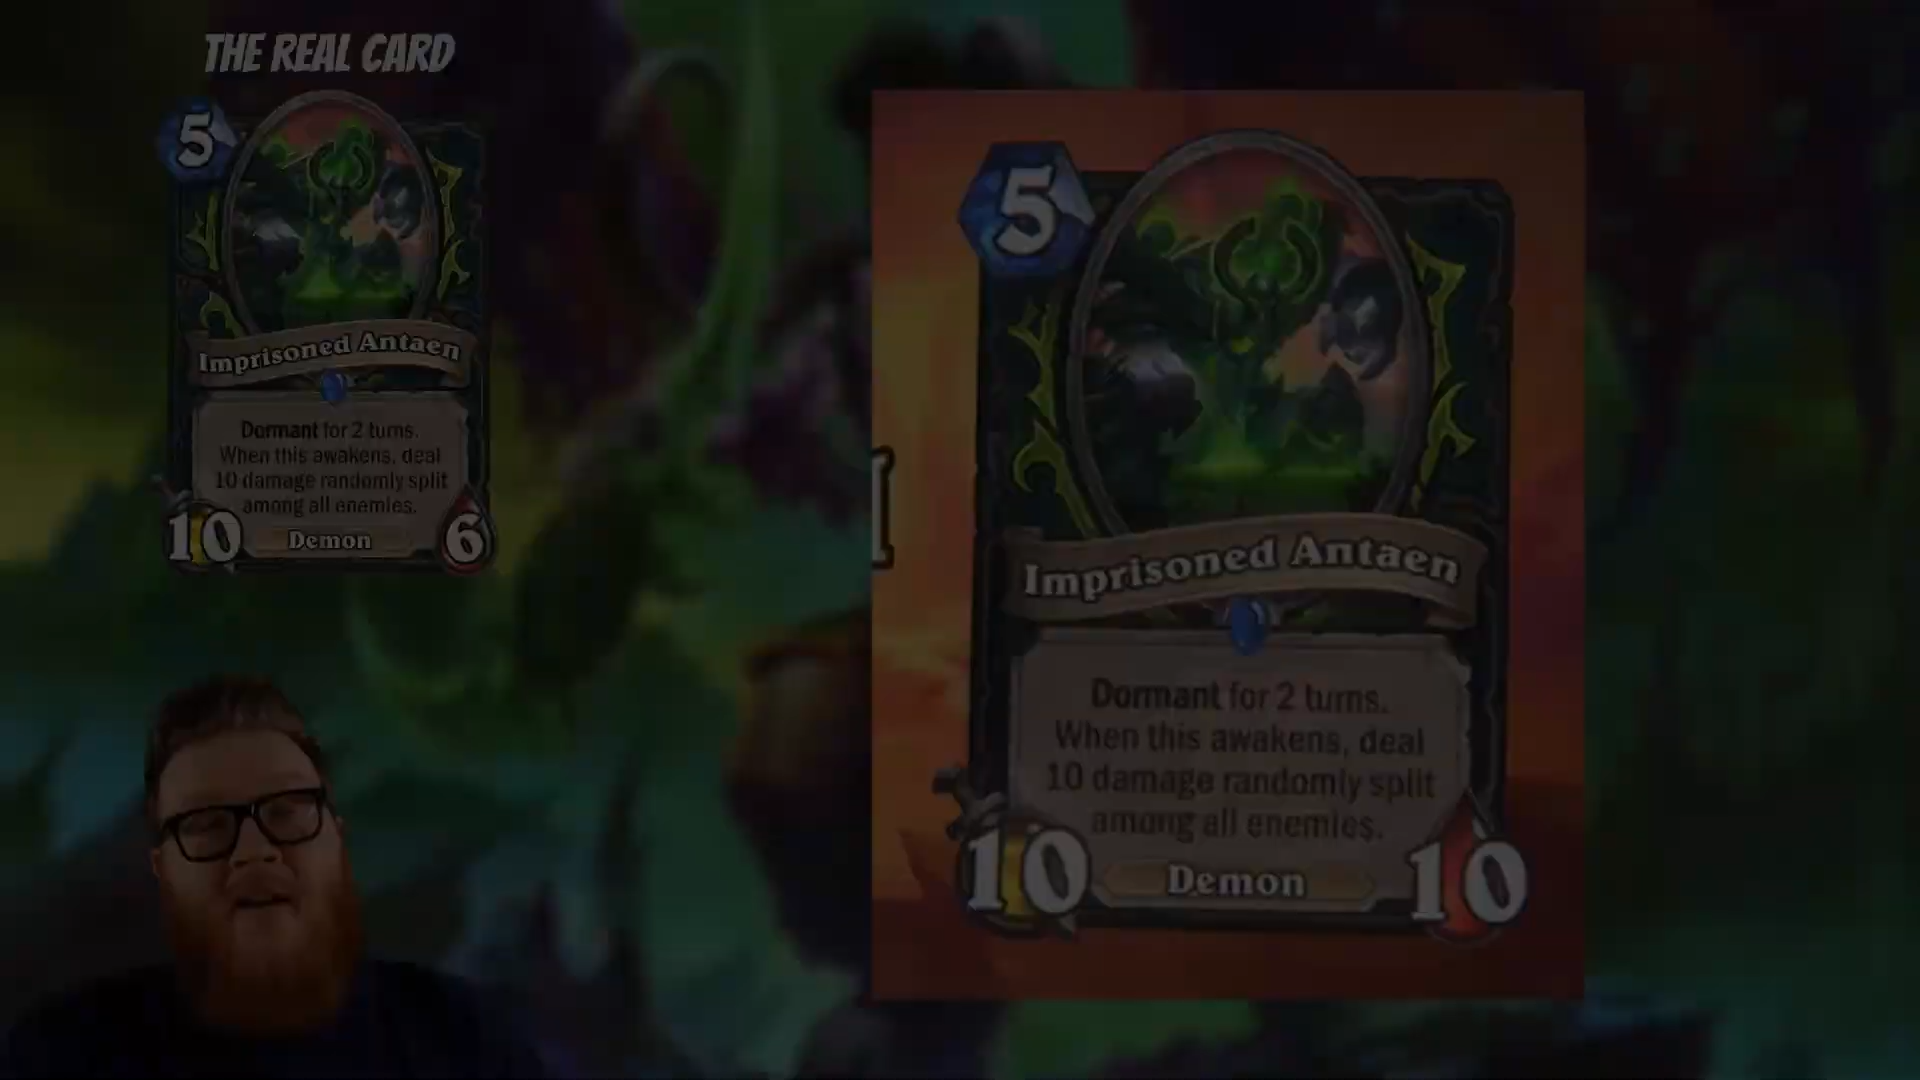 THE REAL CARD
5
Imprisoned Antaen
Dormant for 2 turns.
When this awakens, deal
10 damage randomly split
among all enemies.
10
Demon
6
5
Imprisoned Antaen
Dormant for 2 turns.
When this awakens, deal
10 damage randomly split
among all enemies.
10
Demon
10